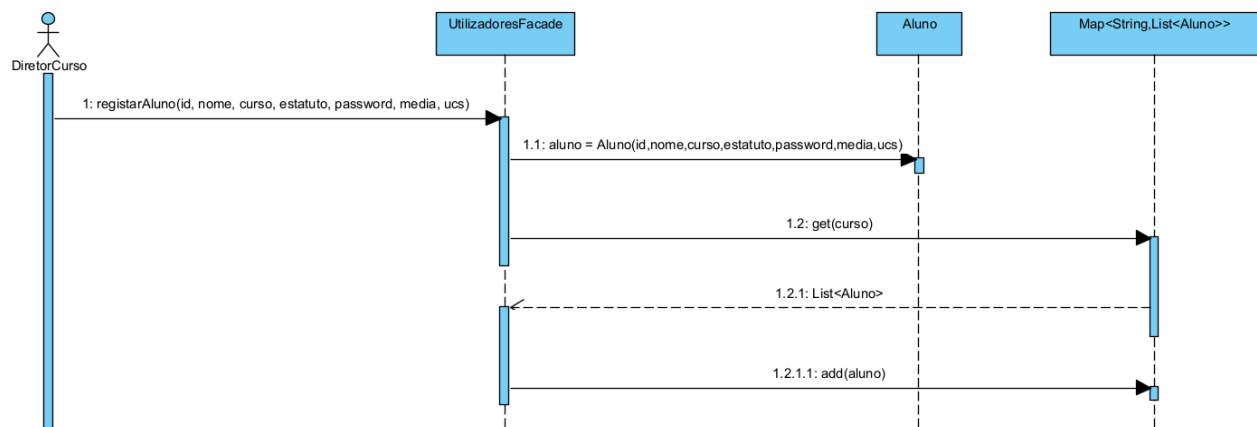 DiretorCurso
UtilizadoresFacade
Aluno
Map<String,List<Aluno>>
1: registarAluno(id, nome, curso, estatuto, password, media, ucs)
1.1: aluno = Aluno(id,nome,curso,estatuto,password,media,ucs)
1.2: get(curso)
1.2.1: List<Aluno>
1.2.1.1: add(aluno)